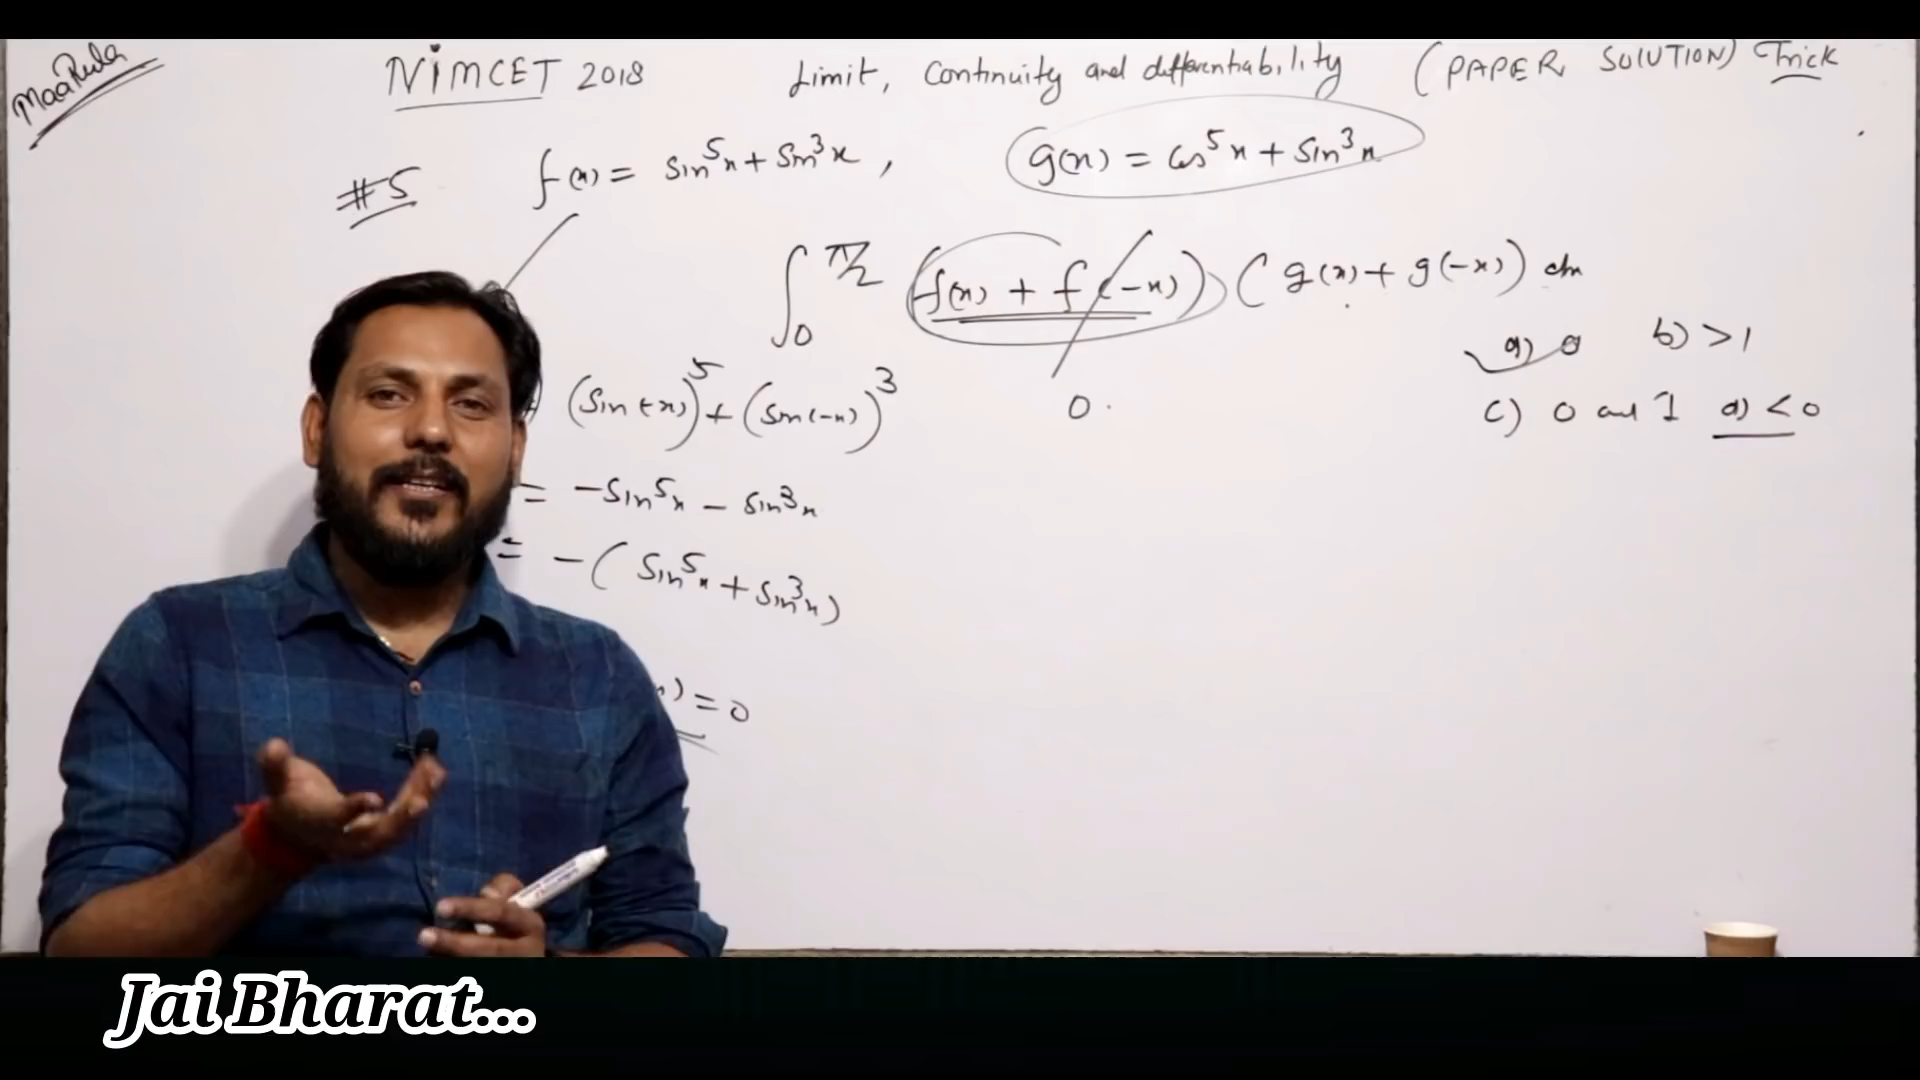 MaaRula
NIMCET 2018 Limit, Continuity and differentiability (PAPER SOLUTION) Trick
#5 f(x) = sin⁵x + sin³x , g(x) = cos⁵x + sin³x
∫₀^(π/2) (f(x) + f(-x)) (g(x) + g(-x)) dx
a) 0 b) >1
(sin(-x))⁵ + (sin(-x))³ 0 c) 0 and 1 d) <0
= -sin⁵x - sin³x
= -(sin⁵x + sin³x)
x) = 0
Jai Bharat...